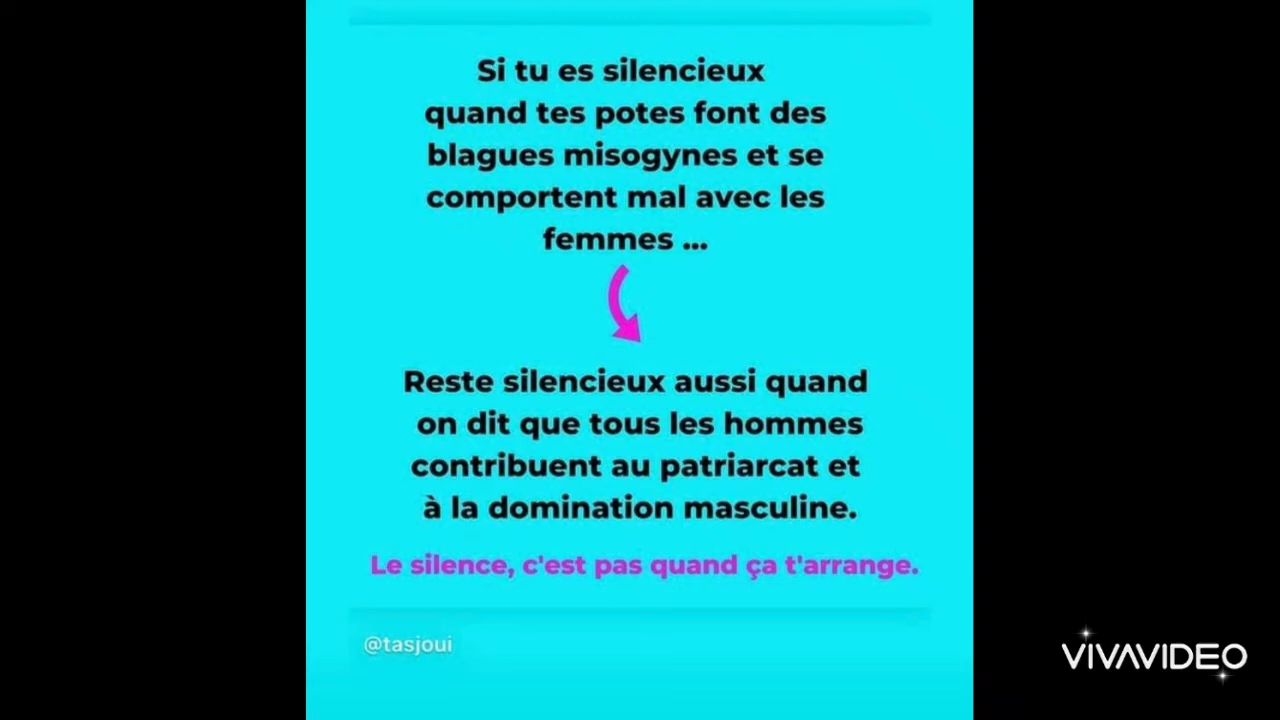 Si tu es silencieux
quand tes potes font des
blagues misogynes et se
comportent mal avec les
femmes ...
Reste silencieux aussi quand
on dit que tous les hommes
contribuent au patriarcat et
à la domination masculine.
Le silence, c'est pas quand ça t'arrange.
@tasjoui
VIVAVIDEO